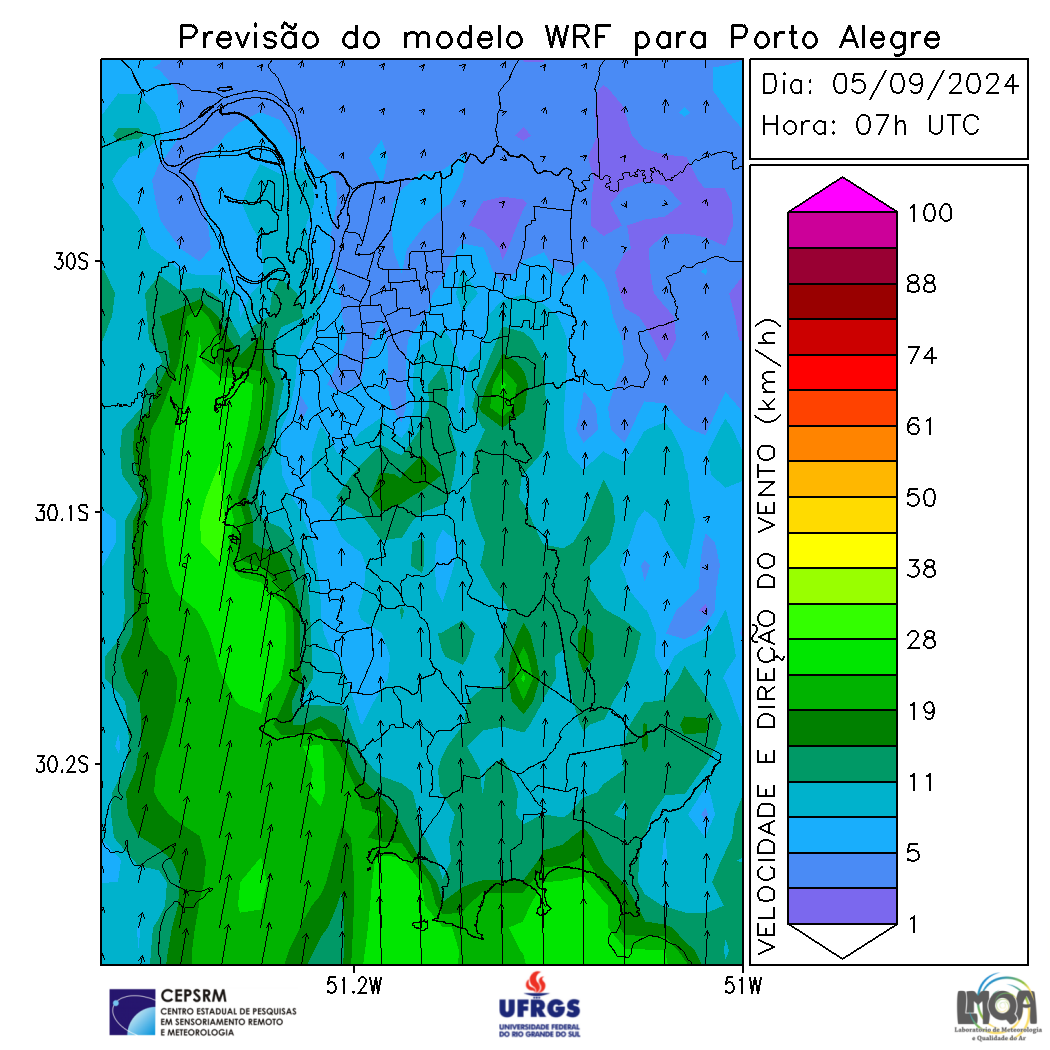 Previsão do modelo WRF para Porto Alegre
Dia: 05/09/2024
Hora: 07h UTC
30S
30.1S
30.2S
51.2W
51W
VELOCIDADE E DIREÇÃO DO VENTO (km/h)
100
88
74
61
50
38
28
19
11
5
1
CEPSRM
CENTRO ESTADUAL DE PESQUISAS
EM SENSORIAMENTO REMOTO
E METEOROLOGIA
UFRGS
UNIVERSIDADE FEDERAL
DO RIO GRANDE DO SUL
LMQA
Laboratório de Meteorologia
e Qualidade do Ar